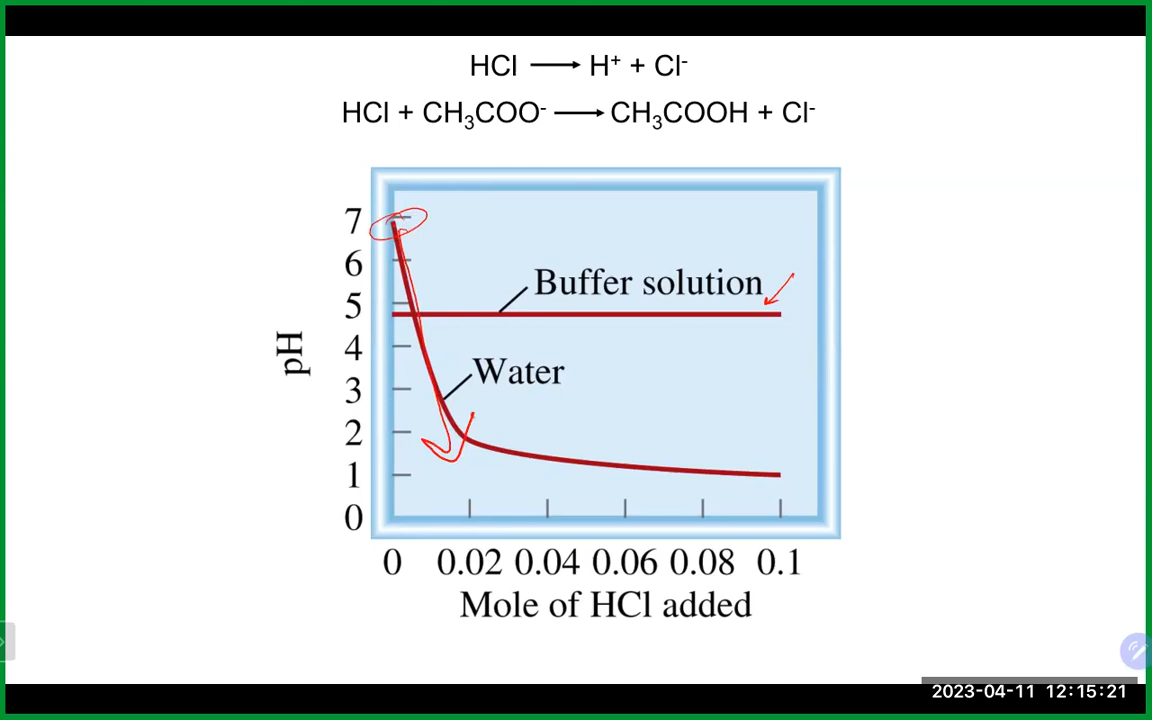 HCl ⟶ H⁺ + Cl⁻
HCl + CH₃COO⁻ ⟶ CH₃COOH + Cl⁻
7
6
5
4
3
2
1
0
pH
Buffer solution
Water
0 0.02 0.04 0.06 0.08 0.1
Mole of HCl added
2023-04-11 12:15:21